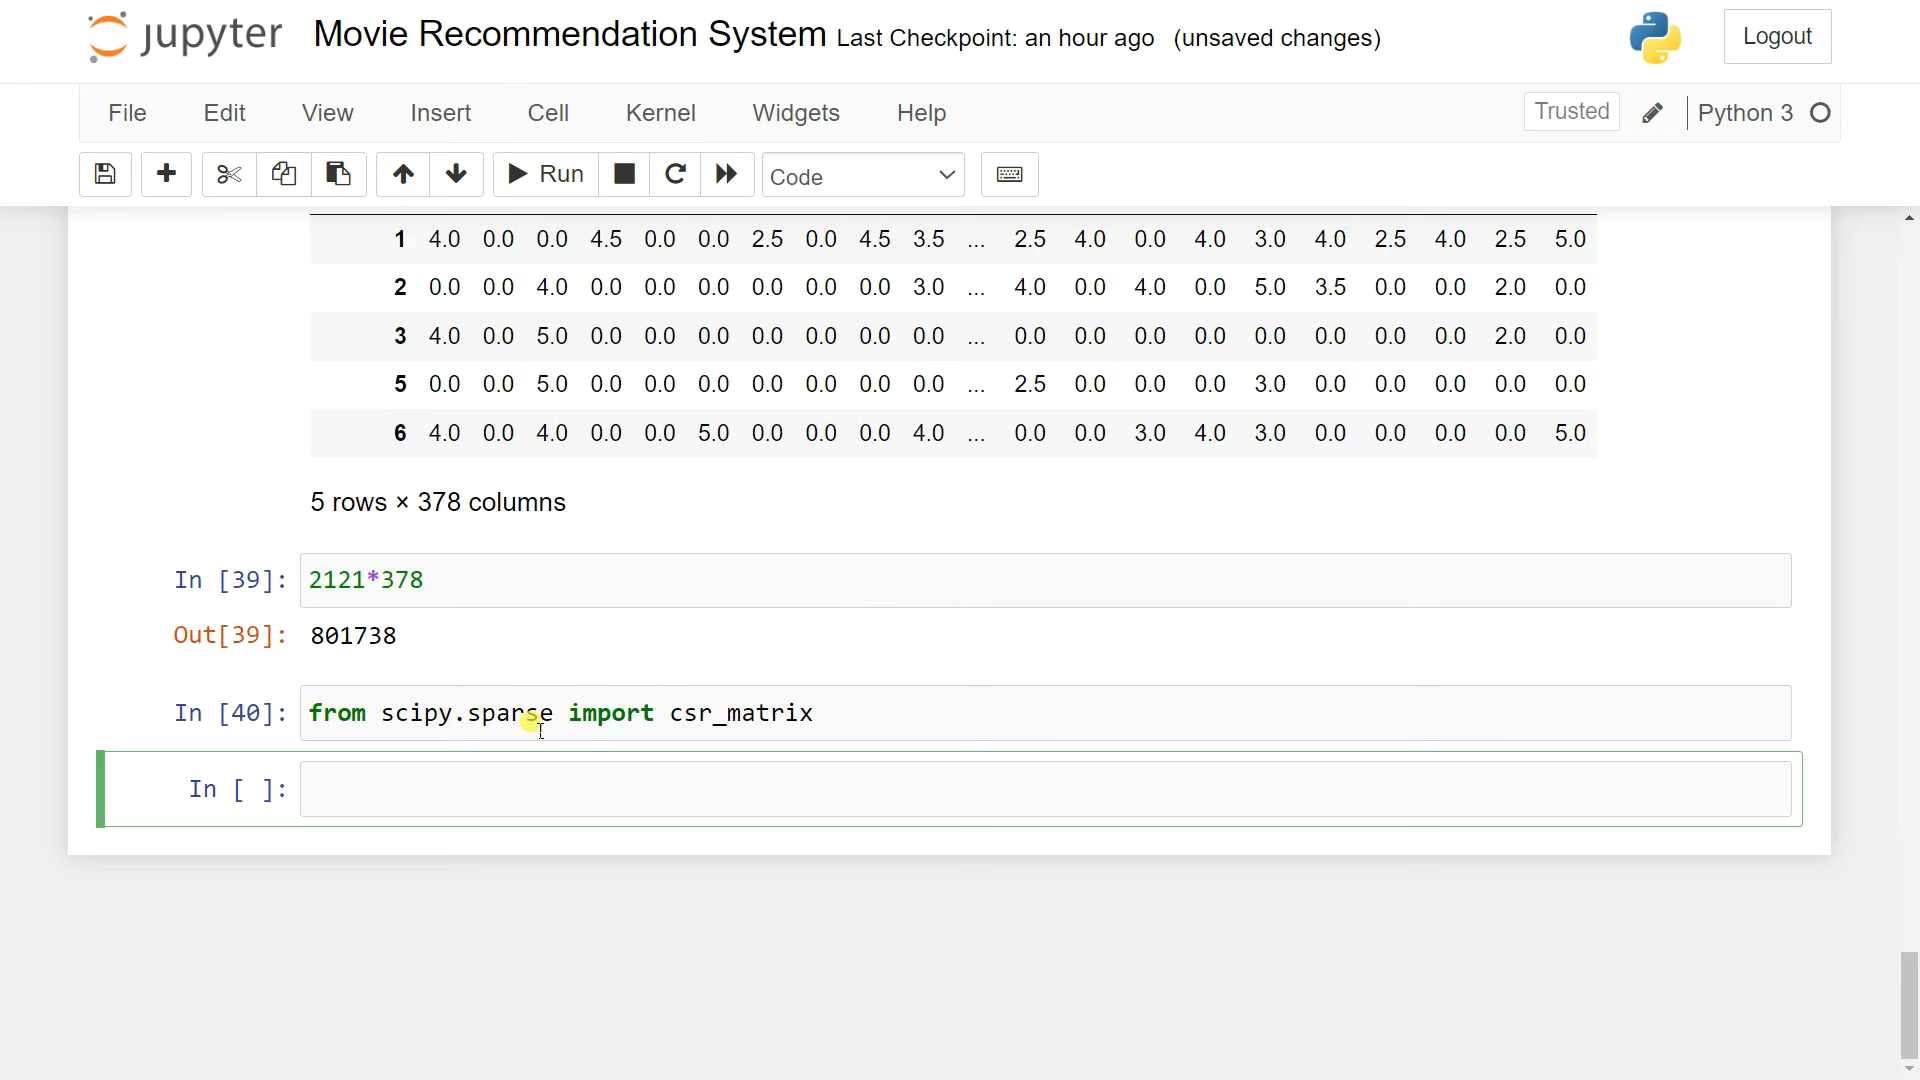 jupyter Movie Recommendation System Last Checkpoint: an hour ago (unsaved changes) Logout
File Edit View Insert Cell Kernel Widgets Help Trusted Python 3
Run Code
1 4.0 0.0 0.0 4.5 0.0 0.0 2.5 0.0 4.5 3.5 ... 2.5 4.0 0.0 4.0 3.0 4.0 2.5 4.0 2.5 5.0
2 0.0 0.0 4.0 0.0 0.0 0.0 0.0 0.0 0.0 3.0 ... 4.0 0.0 4.0 0.0 5.0 3.5 0.0 0.0 2.0 0.0
3 4.0 0.0 5.0 0.0 0.0 0.0 0.0 0.0 0.0 0.0 ... 0.0 0.0 0.0 0.0 0.0 0.0 0.0 0.0 2.0 0.0
5 0.0 0.0 5.0 0.0 0.0 0.0 0.0 0.0 0.0 0.0 ... 2.5 0.0 0.0 0.0 3.0 0.0 0.0 0.0 0.0 0.0
6 4.0 0.0 4.0 0.0 0.0 5.0 0.0 0.0 0.0 4.0 ... 0.0 0.0 3.0 4.0 3.0 0.0 0.0 0.0 0.0 5.0
5 rows × 378 columns
In [39]: 2121*378
Out[39]: 801738
In [40]: from scipy.sparse import csr_matrix
In [ ]: